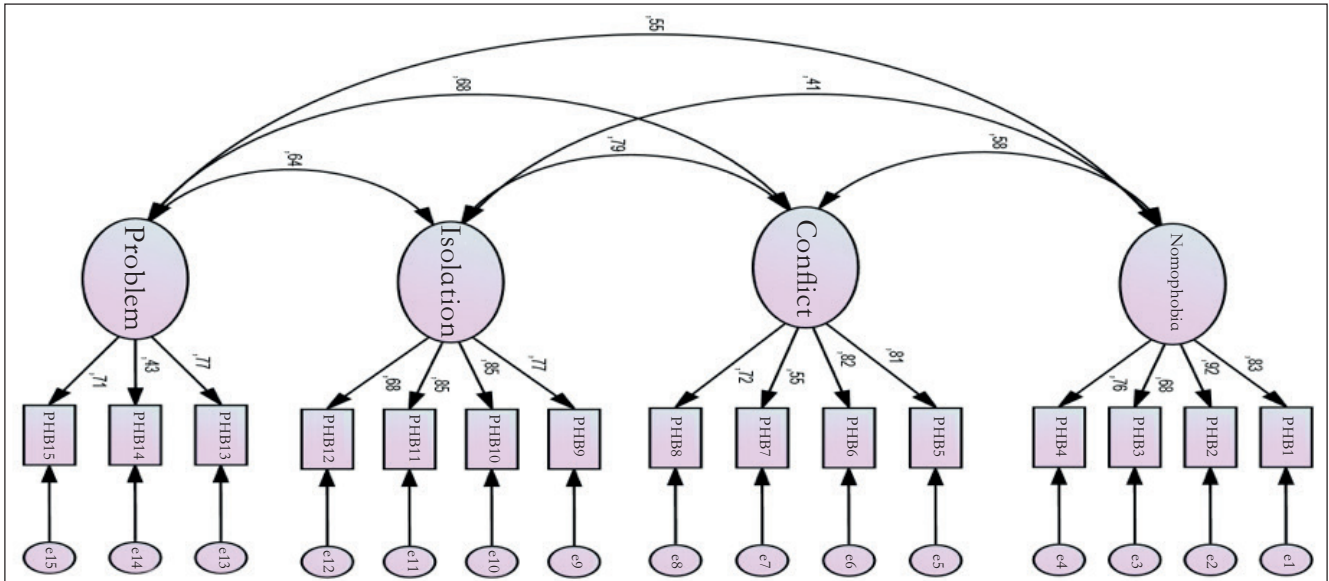 ,55
,68
,41
,64
,79
,58
Problem
Isolation
Conflict
Nomophobia
,71
,43
,77
,68
,85
,85
,77
,72
,55
,82
,81
,76
,68
,92
,83
PHB15
PHB14
PHB13
PHB12
PHB11
PHB10
PHB9
PHB8
PHB7
PHB6
PHB5
PHB4
PHB3
PHB2
PHB1
e15
e14
e13
e12
e11
e10
e9
e8
e7
e6
e5
e4
e3
e2
e1